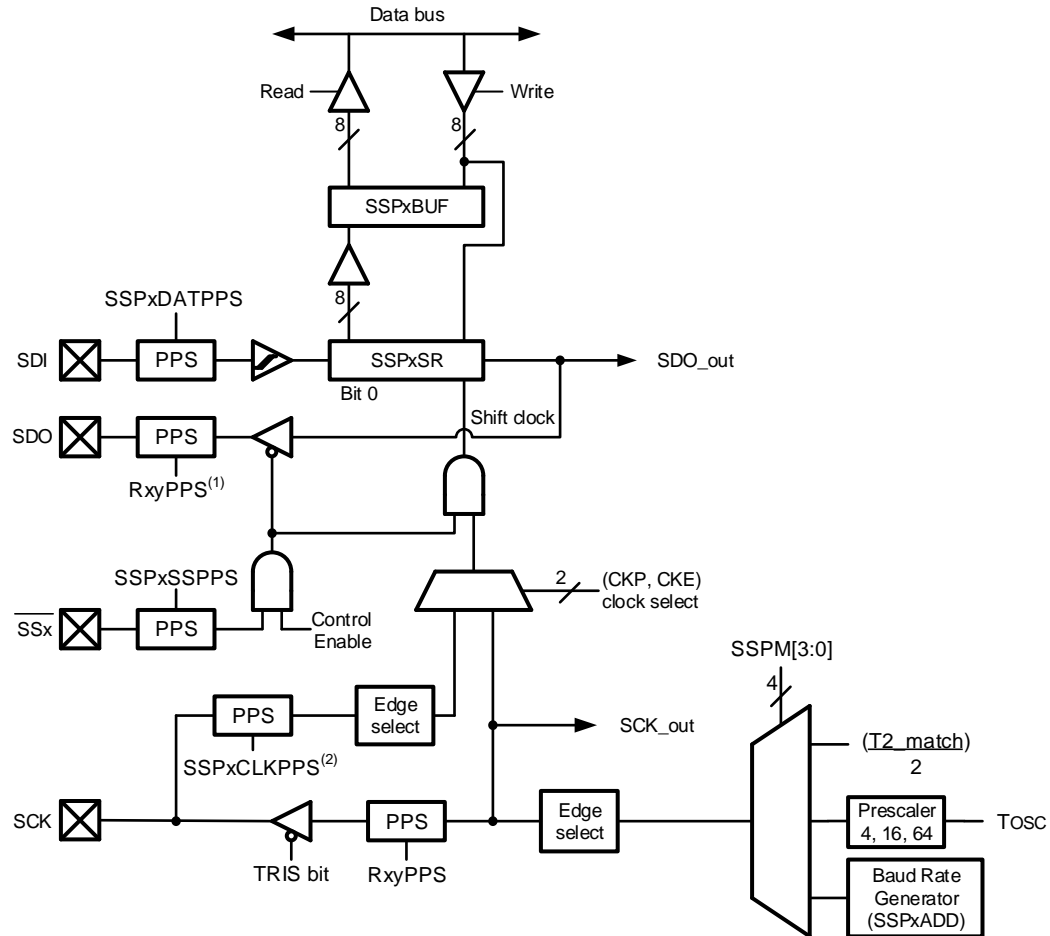 Data bus
Read
Write
8
8
SSPxBUF
8
SSPxDATPPS
SDI
PPS
SSPxSR
SDO_out
Bit 0
Shift clock
SDO
PPS
RxyPPS(1)
SSPxSSPPS
2
(CKP, CKE)
clock select
SSx
PPS
Control
Enable
SSPM[3:0]
4
PPS
Edge
select
SCK_out
(T2_match)
2
SSPxCLKPPS(2)
SCK
PPS
Edge
select
Prescaler
4, 16, 64
TOSC
TRIS bit
RxyPPS
Baud Rate
Generator
(SSPxADD)